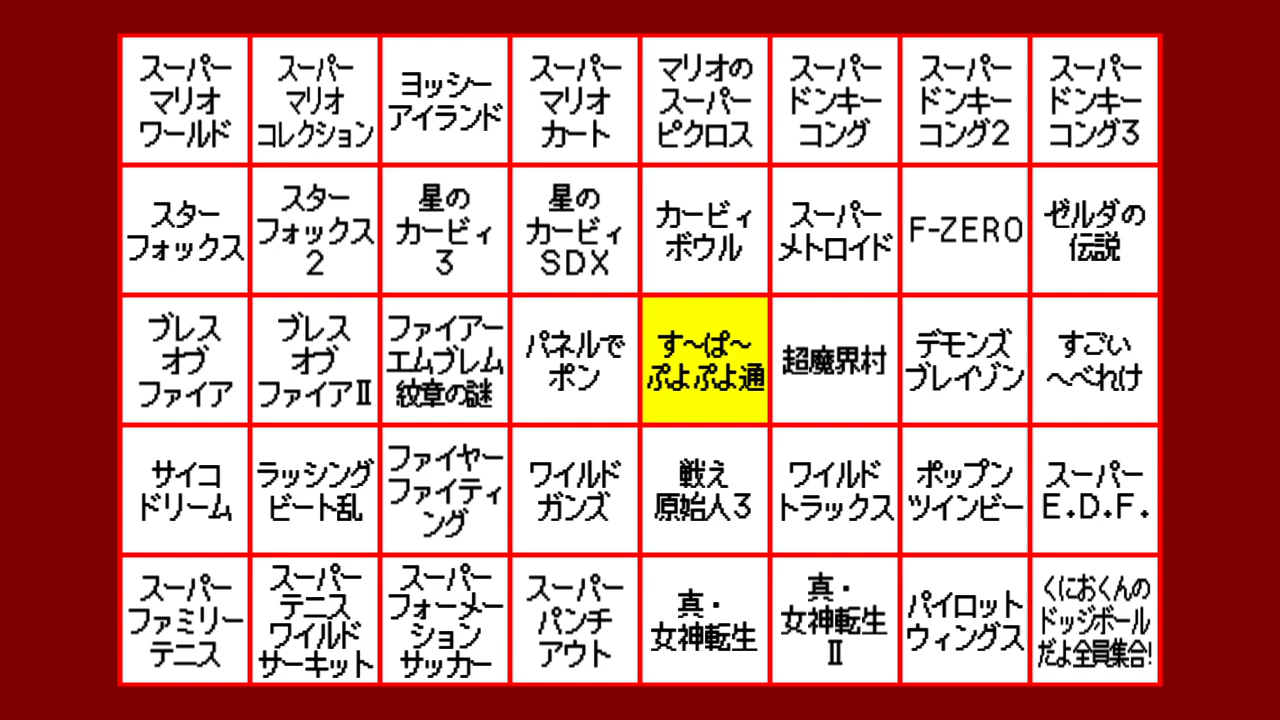 スーパー
マリオ
ワールド
スーパー
マリオ
コレクション
ヨッシー
アイランド
スーパー
マリオ
カート
マリオの
スーパー
ピクロス
スーパー
ドンキー
コング
スーパー
ドンキー
コング2
スーパー
ドンキー
コング3
スター
フォックス
スター
フォックス
2
星の
カービィ
3
星の
カービィ
SDX
カービィ
ボウル
スーパー
メトロイド
F-ZERO
ゼルダの
伝説
ブレス
オブ
ファイア
ブレス
オブ
ファイアⅡ
ファイアー
エムブレム
紋章の謎
パネルで
ポン
す〜ぱ〜
ぷよぷよ通
超魔界村
デモンズ
ブレイゾン
すごい
へべれけ
サイコ
ドリーム
ラッシング
ビート乱
ファイヤー
ファイティ
ング
ワイルド
ガンズ
戦え
原始人3
ワイルド
トラックス
ポップン
ツインビー
スーパー
E.D.F.
スーパー
ファミリー
テニス
スーパー
テニス
ワイルド
サーキット
スーパー
フォーメー
ション
サッカー
スーパー
パンチ
アウト
真・
女神転生
真・
女神転生
Ⅱ
パイロット
ウィングス
くにおくんの
ドッジボール
だよ全員集合!